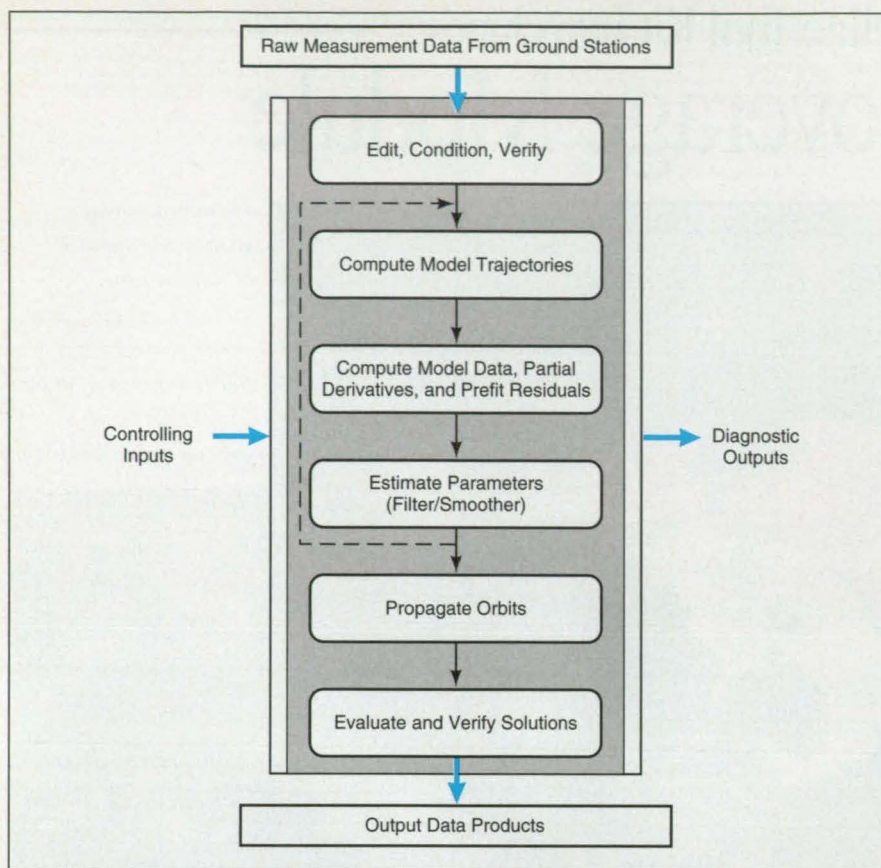 Raw Measurement Data From Ground Stations
Edit, Condition, Verify
Compute Model Trajectories
Compute Model Data, Partial
Derivatives, and Prefit Residuals
Controlling
Inputs
Diagnostic
Outputs
Estimate Parameters
(Filter/Smoother)
Propagate Orbits
Evaluate and Verify Solutions
Output Data Products